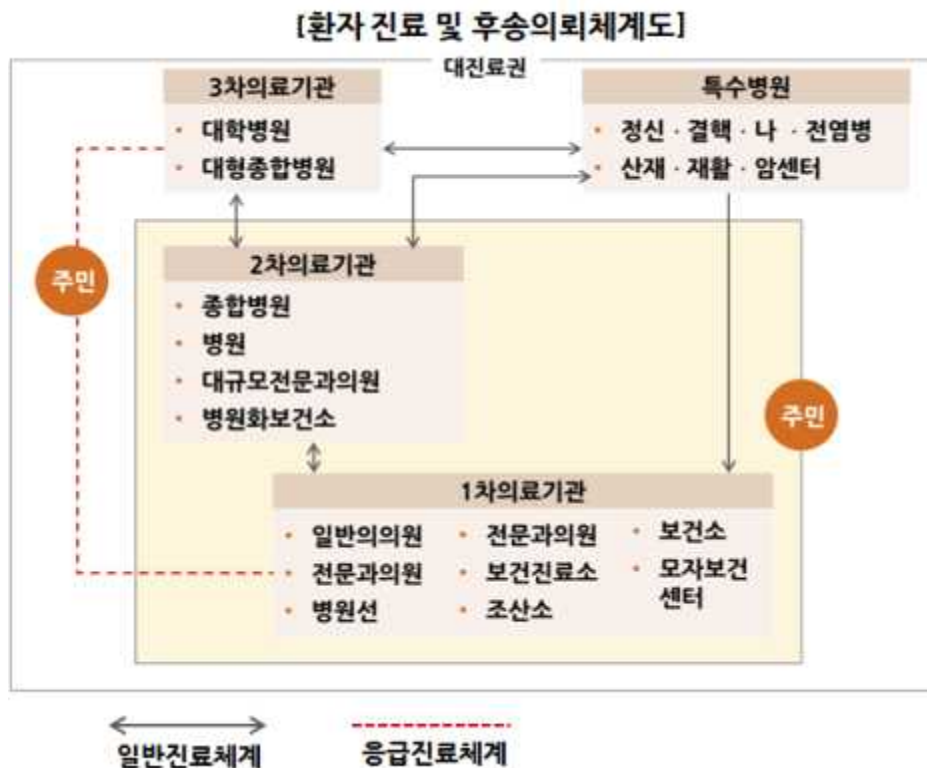 [환자 진료 및 후송의뢰체계도]
대진료권
3차의료기관
• 대학병원
• 대형종합병원
특수병원
• 정신 · 결핵 · 나 · 전염병
• 산재 · 재활 · 암센터
주민
2차의료기관
• 종합병원
• 병원
• 대규모전문과의원
• 병원화보건소
주민
1차의료기관
• 일반의의원
• 전문과의원
• 병원선
• 전문과의원
• 보건진료소
• 조산소
• 보건소
• 모자보건
센터
일반진료체계
응급진료체계